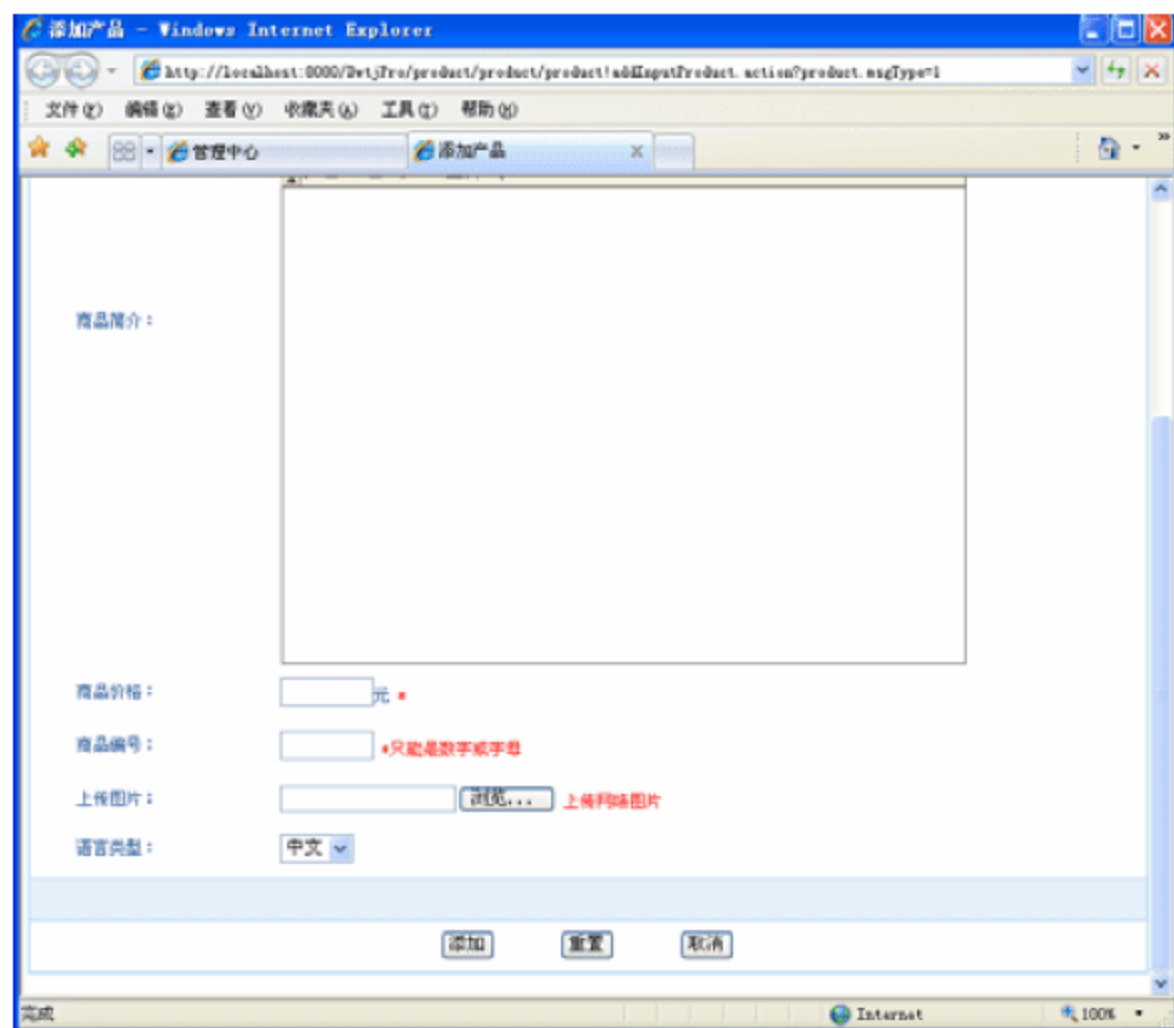 添加产品 - Windows Internet Explorer
http://localhost:8080/DwtjPro/product/product/product!addInputProduct.action?product.msgType=1
文件(F) 编辑(E) 查看(V) 收藏夹(A) 工具(T) 帮助(H)
管理中心 添加产品
商品简介:
商品价格: 元 *
商品编号: *只能是数字或字母
上传图片: 浏览... 上传网络图片
语言类型: 中文
添加 重置 取消
完成 Internet 100%